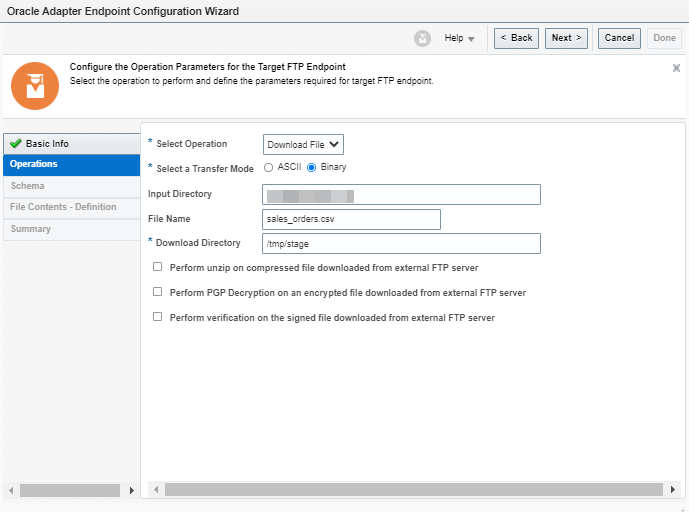 Oracle Adapter Endpoint Configuration Wizard
Help
< Back
Next >
Cancel
Done
Configure the Operation Parameters for the Target FTP Endpoint
Select the operation to perform and define the parameters required for target FTP endpoint.
Basic Info
Operations
Schema
File Contents - Definition
Summary
* Select Operation Download File
* Select a Transfer Mode ASCII Binary
Input Directory
File Name sales_orders.csv
* Download Directory /tmp/stage
Perform unzip on compressed file downloaded from external FTP server
Perform PGP Decryption on an encrypted file downloaded from external FTP server
Perform verification on the signed file downloaded from external FTP server